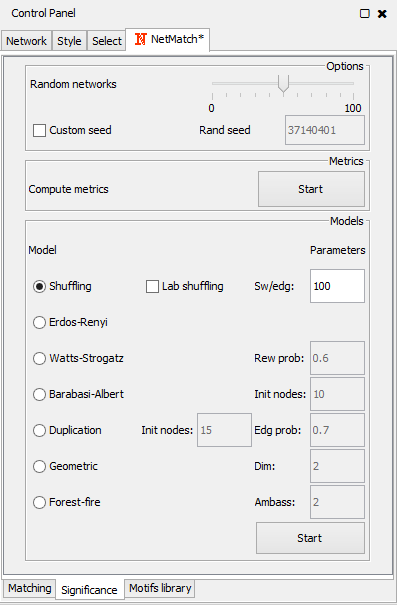 Control Panel
Network Style Select NetMatch*
Options
Random networks
0 100
Custom seed Rand seed 37140401
Metrics
Compute metrics Start
Models
Model Parameters
Shuffling Lab shuffling Sw/edg: 100
Erdos-Renyi
Watts-Strogatz Rew prob: 0.6
Barabasi-Albert Init nodes: 10
Duplication Init nodes: 15 Edg prob: 0.7
Geometric Dim: 2
Forest-fire Ambass: 2
Start
Matching Significance Motifs library